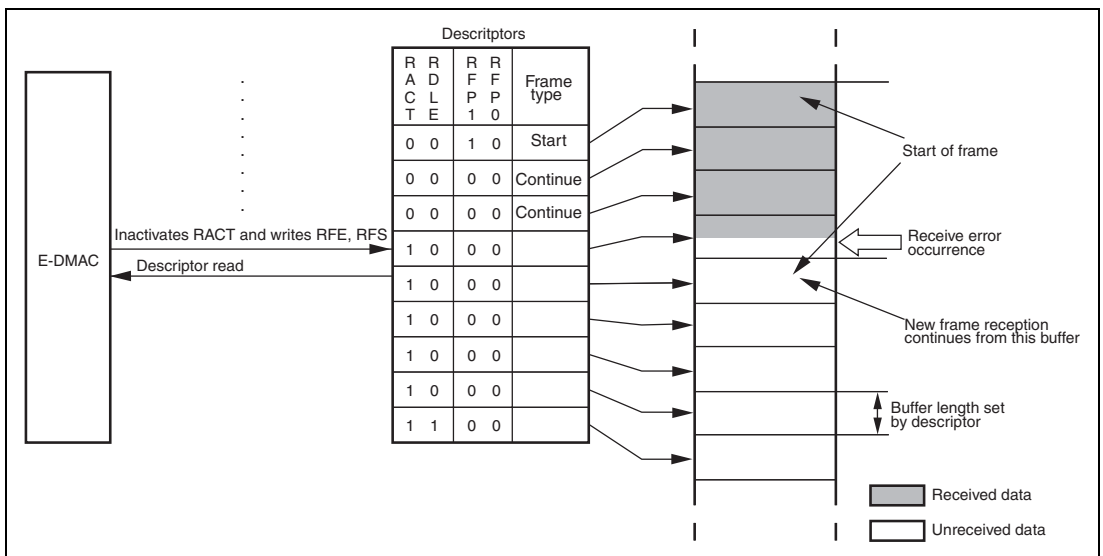 Descritptors
R R R R
A D F F
C L P P
T E 1 0
Frame
type
0 0 1 0 Start
0 0 0 0 Continue
0 0 0 0 Continue
1 0 0 0
1 0 0 0
1 0 0 0
1 0 0 0
1 0 0 0
1 1 0 0
E-DMAC
Inactivates RACT and writes RFE, RFS
Descriptor read
Start of frame
Receive error
occurrence
New frame reception
continues from this buffer
Buffer length set
by descriptor
Received data
Unreceived data